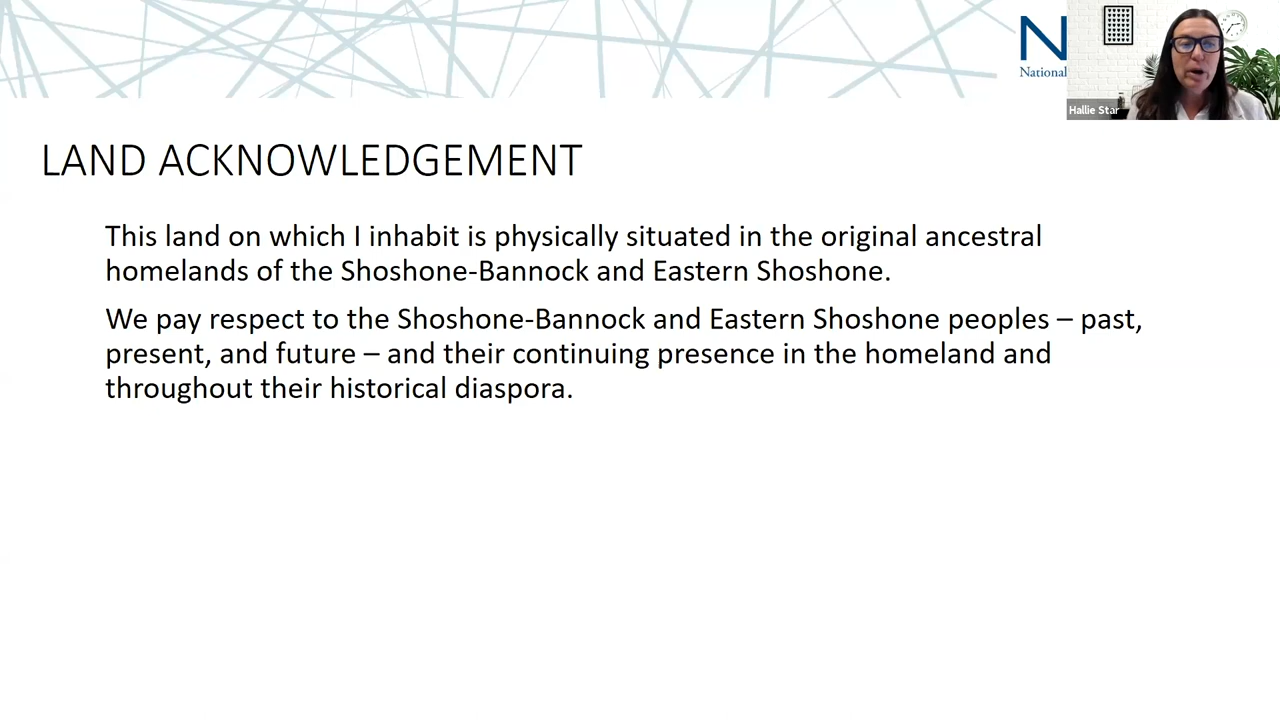 N
National
Hallie Star
LAND ACKNOWLEDGEMENT
This land on which I inhabit is physically situated in the original ancestral
homelands of the Shoshone-Bannock and Eastern Shoshone.
We pay respect to the Shoshone-Bannock and Eastern Shoshone peoples – past,
present, and future – and their continuing presence in the homeland and
throughout their historical diaspora.